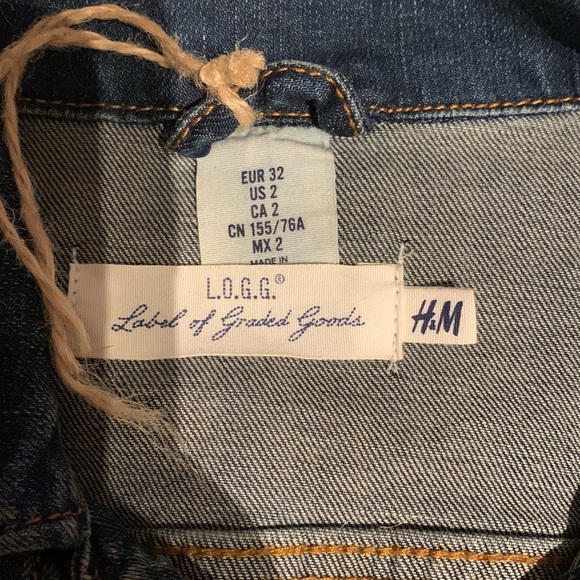 EUR 32
US 2
CA 2
CN 155/76A
MX 2
MADE IN
L.O.G.G.®
Label of Graded Goods
H&M